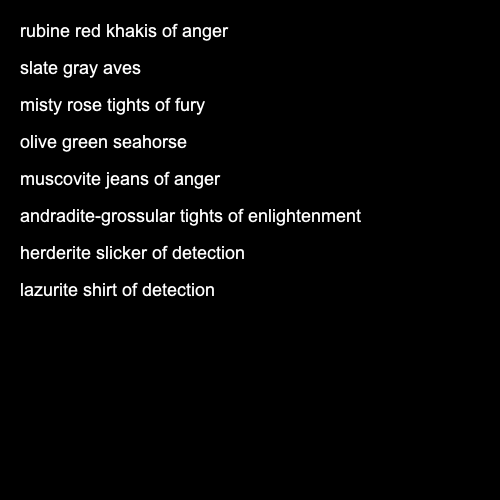 rubine red khakis of anger
slate gray aves
misty rose tights of fury
olive green seahorse
muscovite jeans of anger
andradite-grossular tights of enlightenment
herderite slicker of detection
lazurite shirt of detection